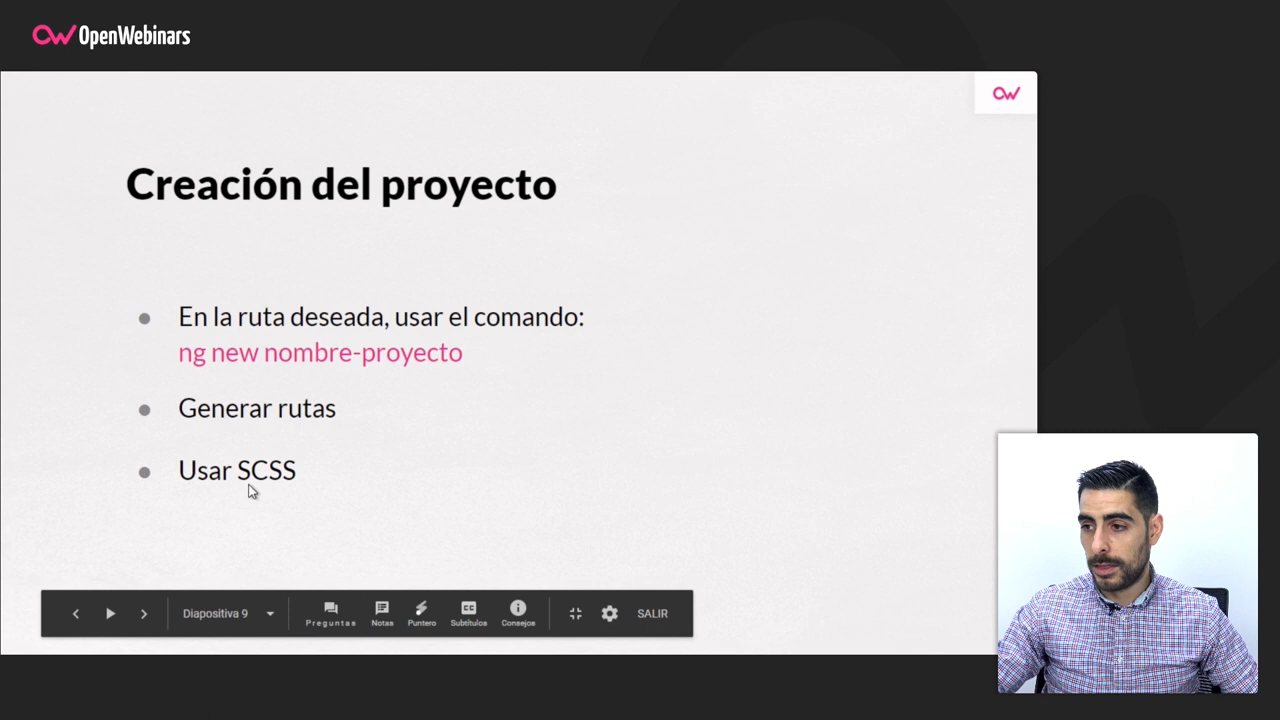 OpenWebinars
Creación del proyecto
En la ruta deseada, usar el comando:
ng new nombre-proyecto
Generar rutas
Usar SCSS
Diapositiva 9
Preguntas
Notas
Puntero
Subtítulos
Consejos
SALIR